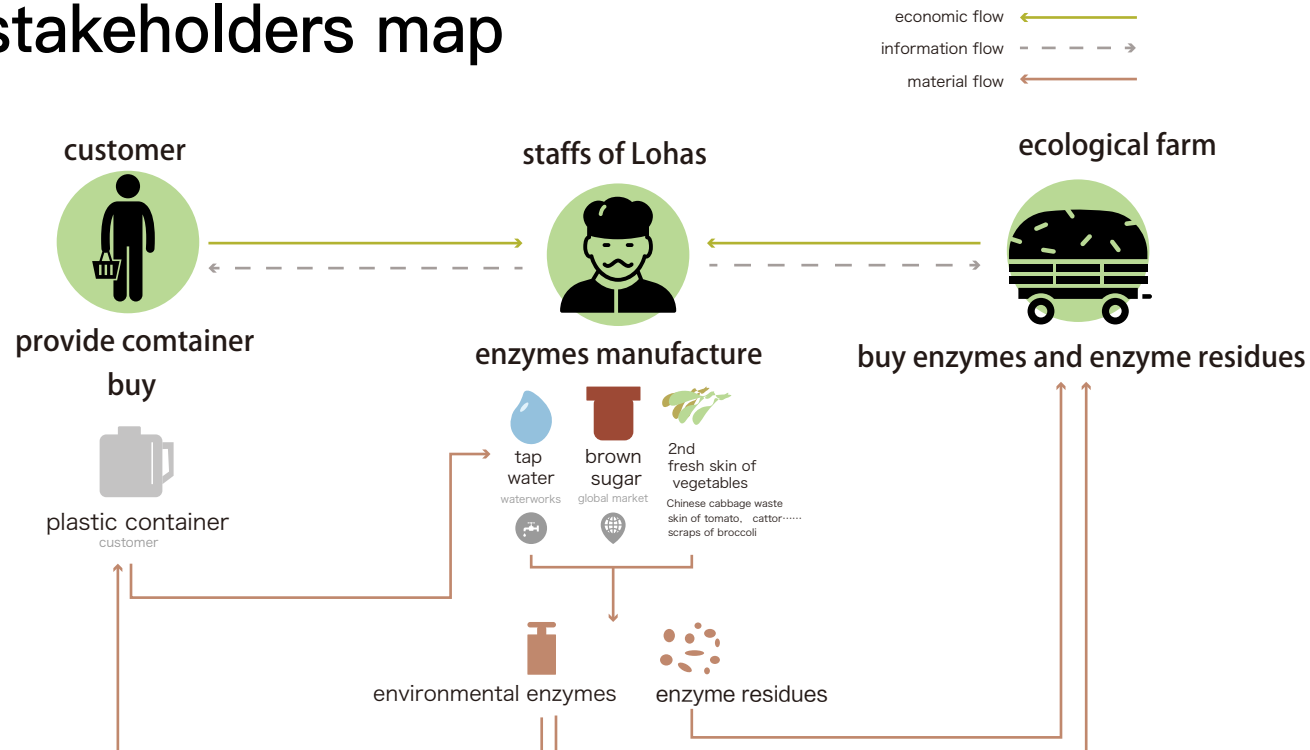 stakeholders map
economic flow
information flow
material flow
customer
staffs of Lohas
ecological farm
provide comtainer
buy
enzymes manufacture
buy enzymes and enzyme residues
tap
water
waterworks
brown
sugar
global market
2nd
fresh skin of
vegetables
Chinese cabbage waste
skin of tomato, cattor……
scraps of broccoli
plastic container
customer
environmental enzymes
enzyme residues